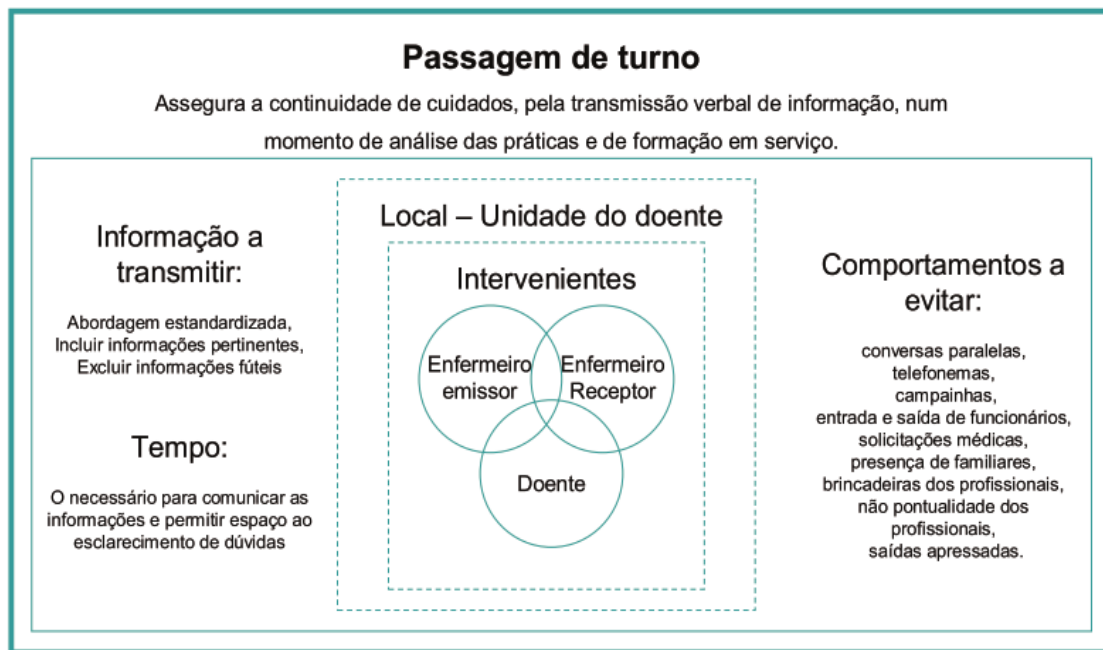 Passagem de turno
Assegura a continuidade de cuidados, pela transmissão verbal de informação, num
momento de análise das práticas e de formação em serviço.
Informação a
transmitir:
Abordagem estandardizada,
Incluir informações pertinentes,
Excluir informações fúteis
Tempo:
O necessário para comunicar as
informações e permitir espaço ao
esclarecimento de dúvidas
Local – Unidade do doente
Intervenientes
Enfermeiro
emissor
Enfermeiro
Receptor
Doente
Comportamentos a
evitar:
conversas paralelas,
telefonemas,
campainhas,
entrada e saída de funcionários,
solicitações médicas,
presença de familiares,
brincadeiras dos profissionais,
não pontualidade dos
profissionais,
saídas apressadas.